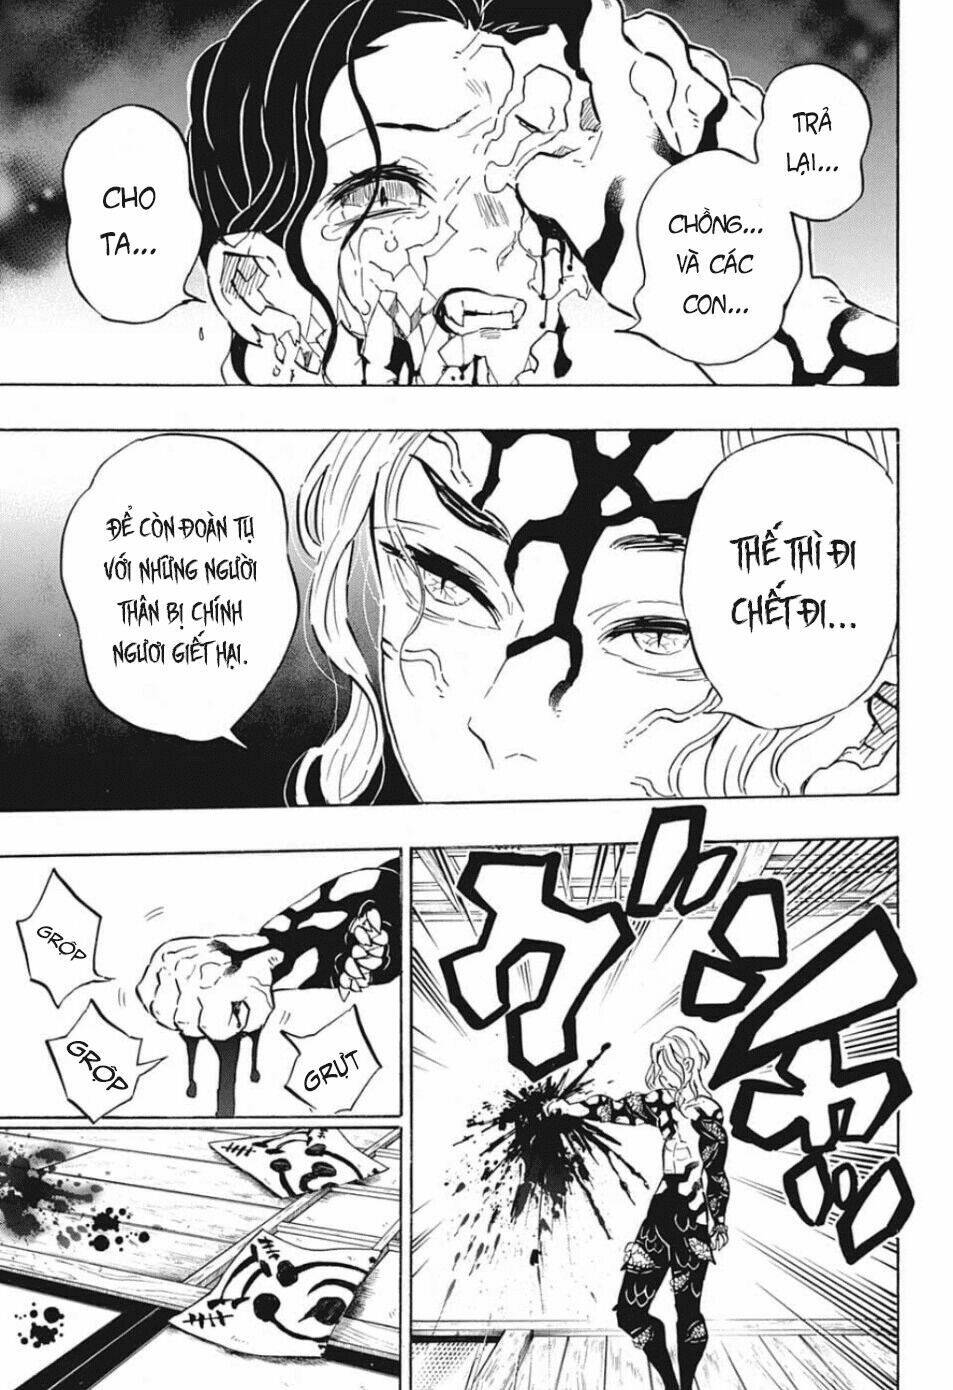 TRẢ
LẠI...
CHỒNG...
VÀ CÁC
CON...
CHO
TA...
THẾ THÌ ĐI
CHẾT ĐI...
ĐỂ CÒN ĐOÀN TỤ
VỚI NHỮNG NGƯỜI
THÂN BỊ CHÍNH
NGƯƠI GIẾT HẠI.
GRỘP
GRỘP
GRỰT